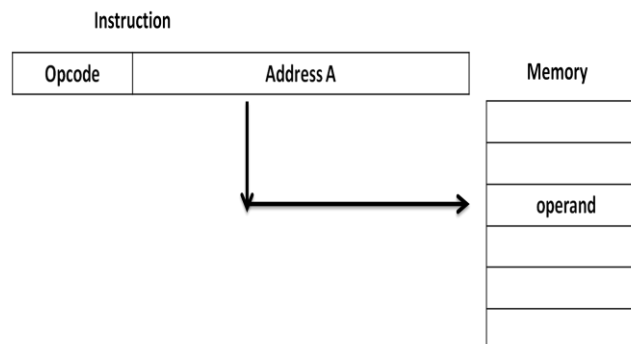 Instruction
Opcode
Address A
Memory
operand